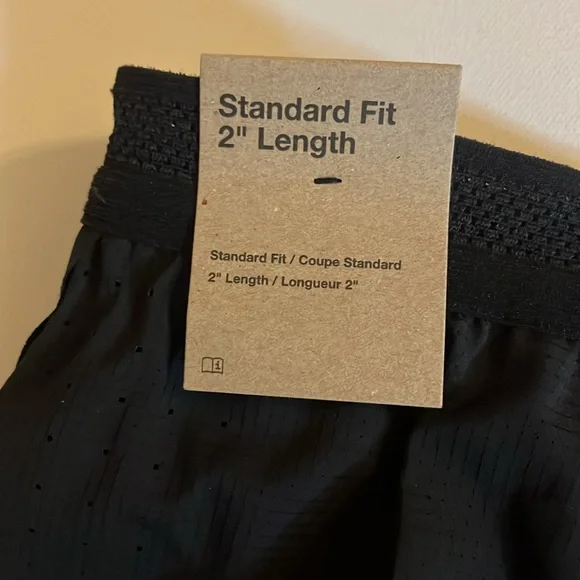 Standard Fit
2" Length
Standard Fit / Coupe Standard
2" Length / Longueur 2"
i